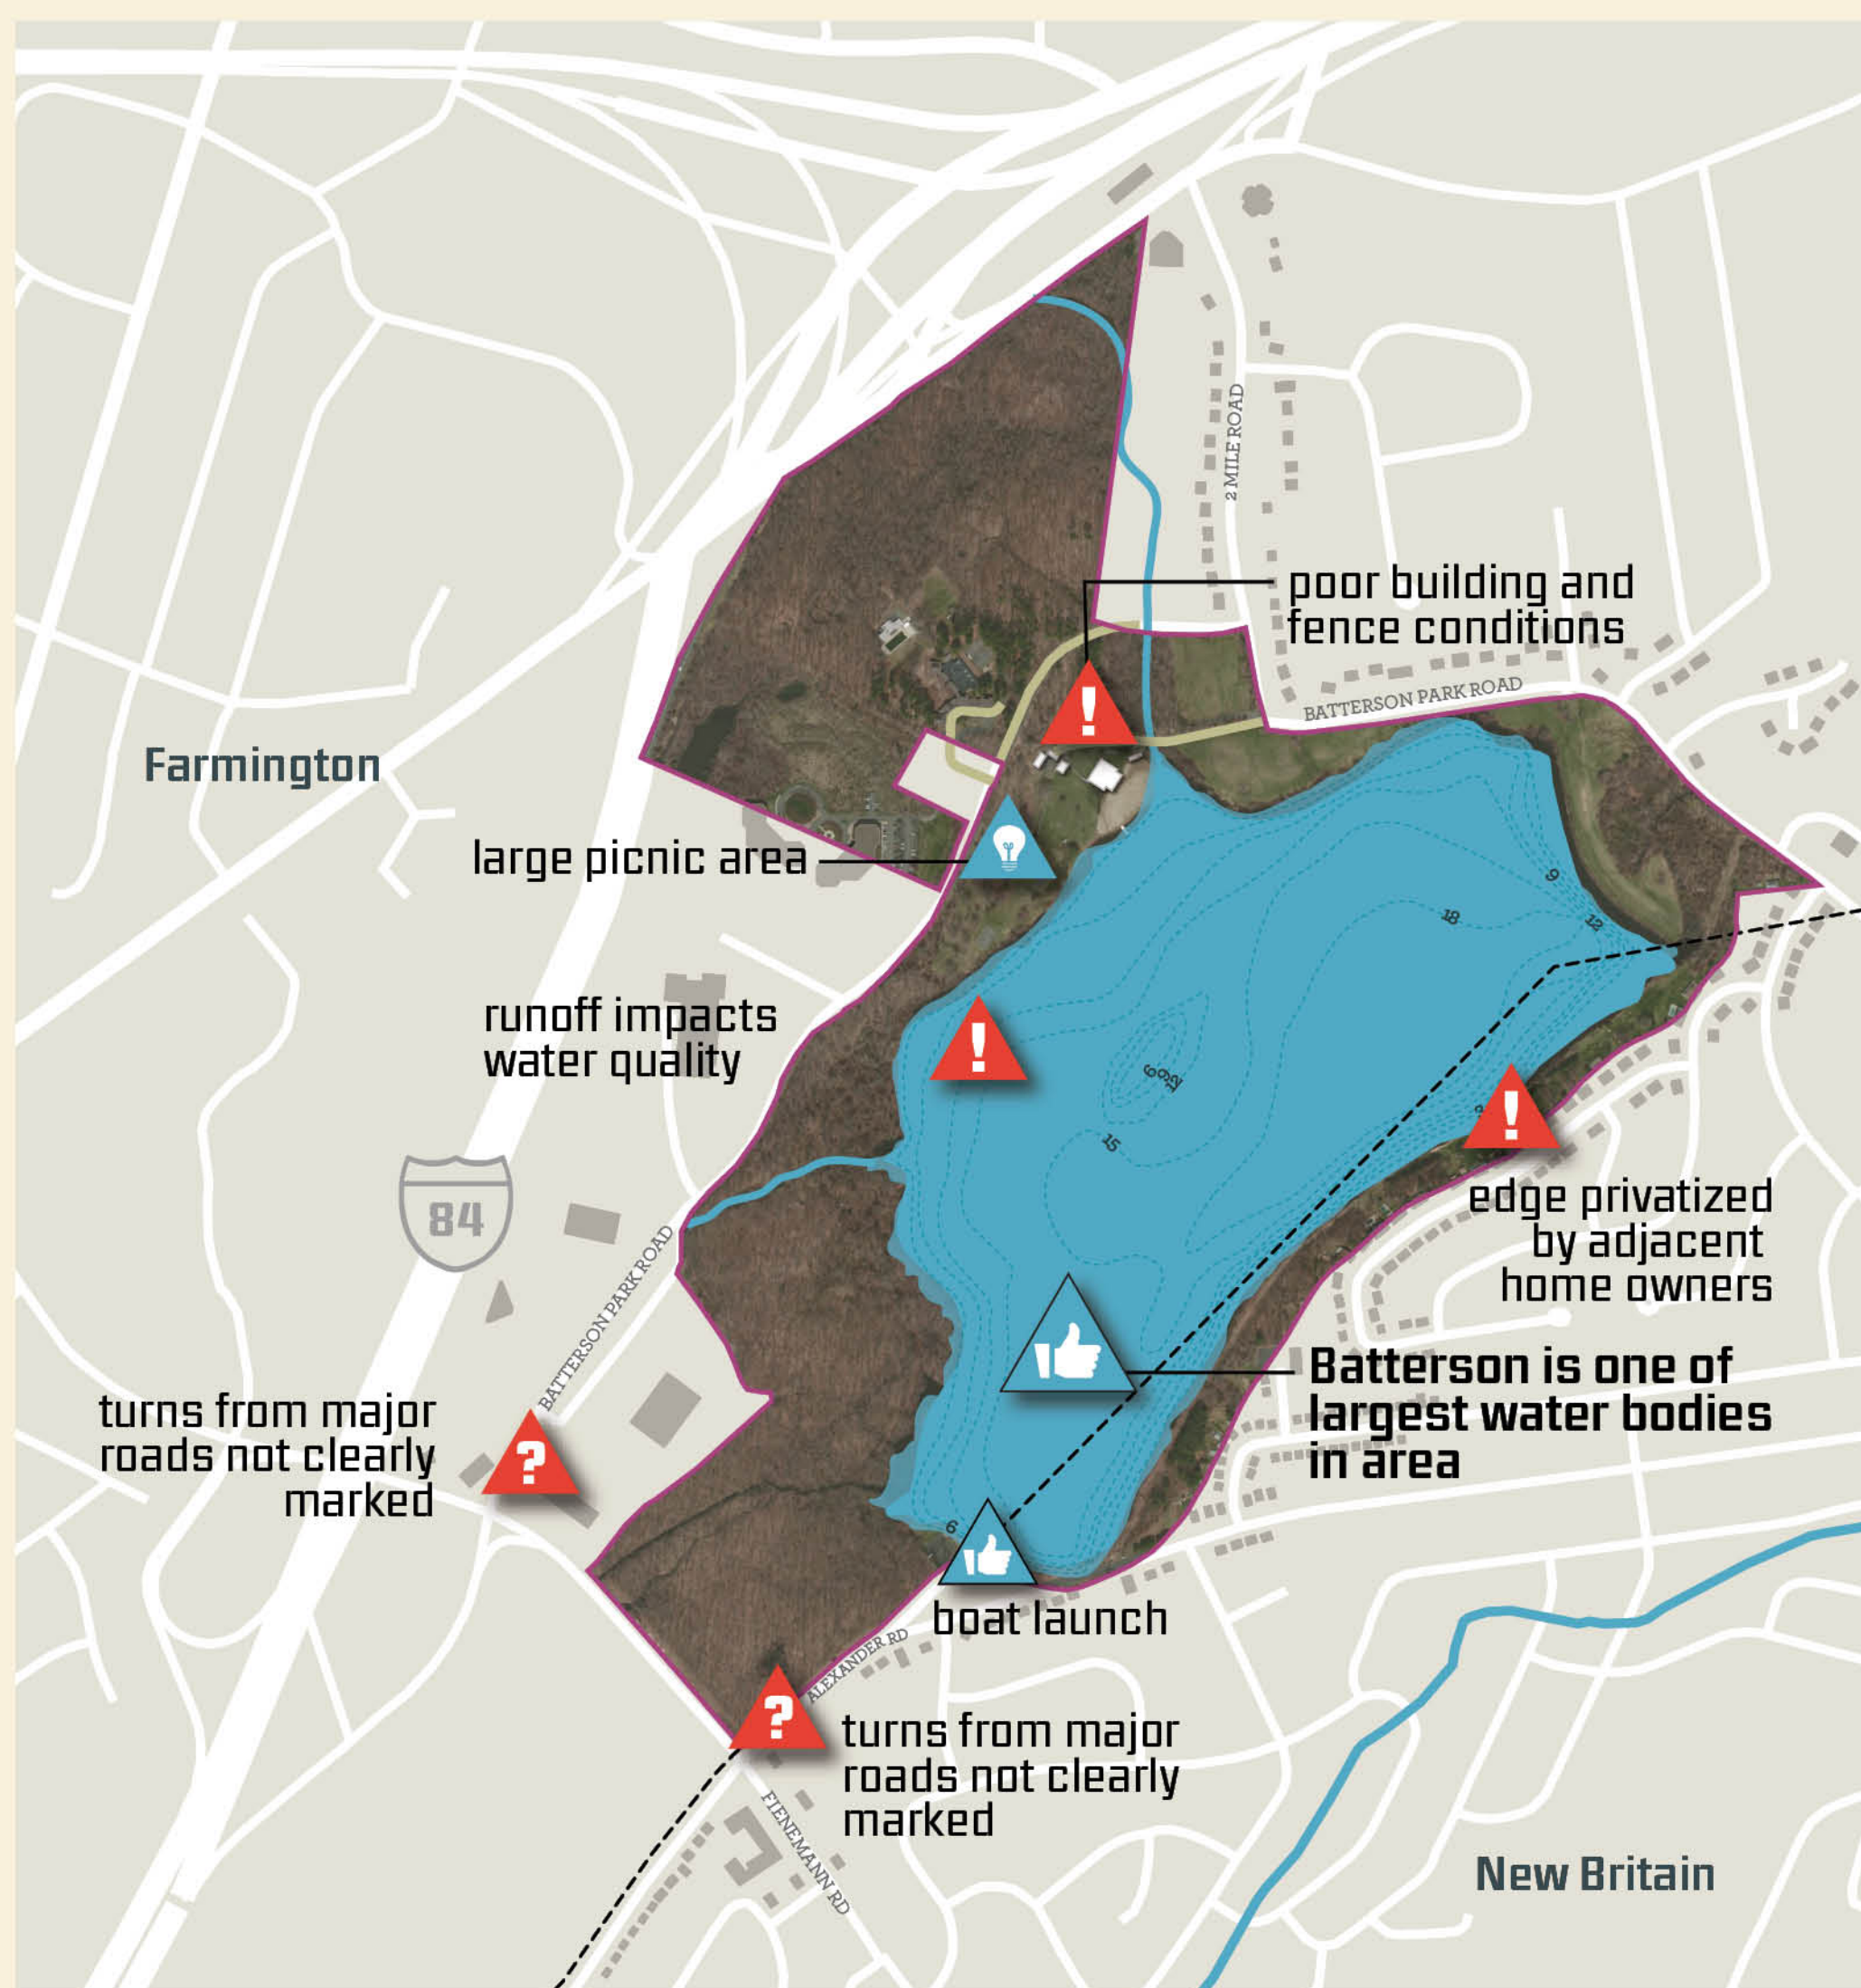 2 MILE ROAD
poor building and
fence conditions
BATTERSON PARK ROAD
Farmington
large picnic area
9
18
12
runoff impacts
water quality
6
9
12
15
84
edge privatized
by adjacent
home owners
BATTERSON PARK ROAD
Batterson is one of
largest water bodies
in area
turns from major
roads not clearly
marked
?
!
6
boat launch
ALEXANDER RD
turns from major
roads not clearly
marked
FIENEMANN RD
New Britain